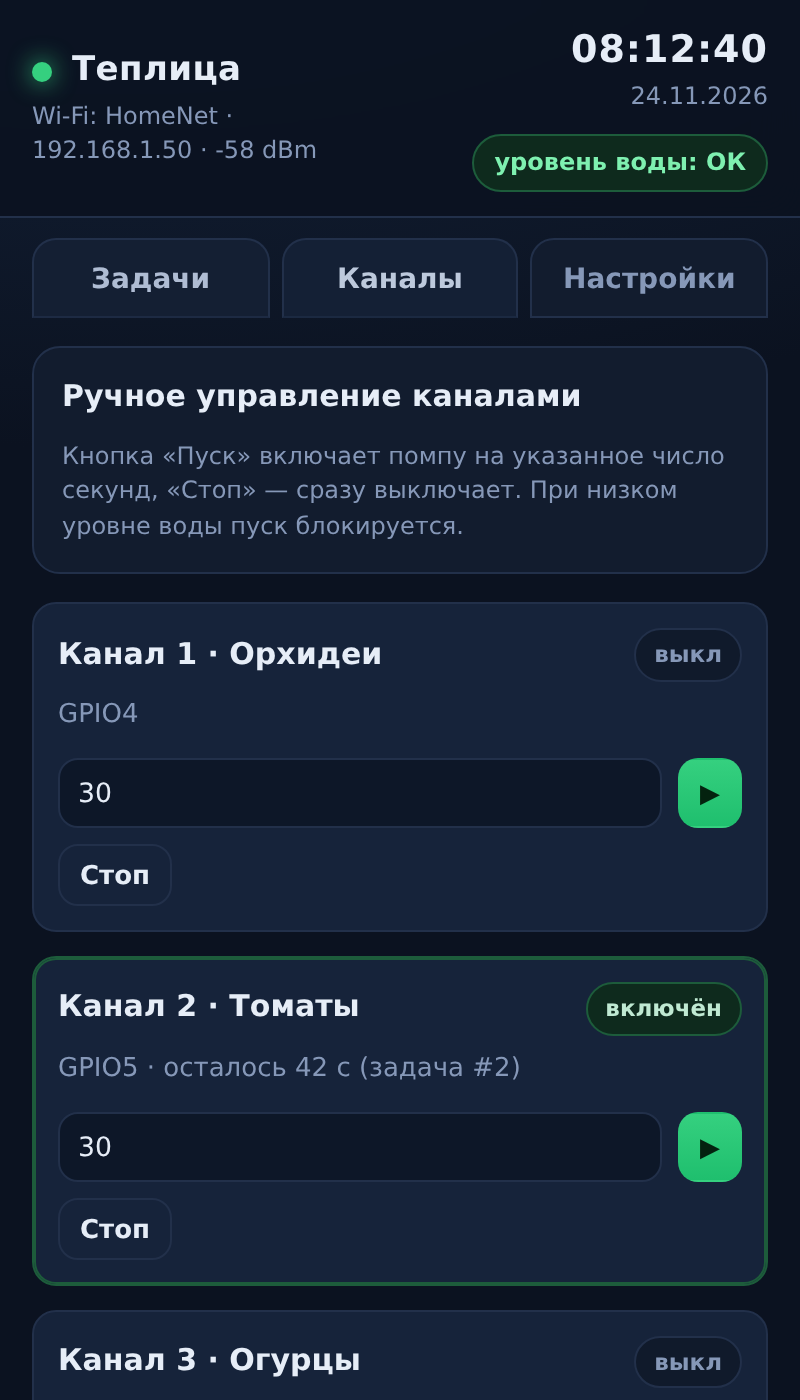 Теплица
Wi-Fi: HomeNet ·
192.168.1.50 · -58 dBm
08:12:40
24.11.2026
уровень воды: ОК
Задачи
Каналы
Настройки
Ручное управление каналами
Кнопка «Пуск» включает помпу на указанное число
секунд, «Стоп» — сразу выключает. При низком
уровне воды пуск блокируется.
Канал 1 · Орхидеи
выкл
GPIO4
30
▶
Стоп
Канал 2 · Томаты
включён
GPIO5 · осталось 42 с (задача #2)
30
▶
Стоп
Канал 3 · Огурцы
выкл